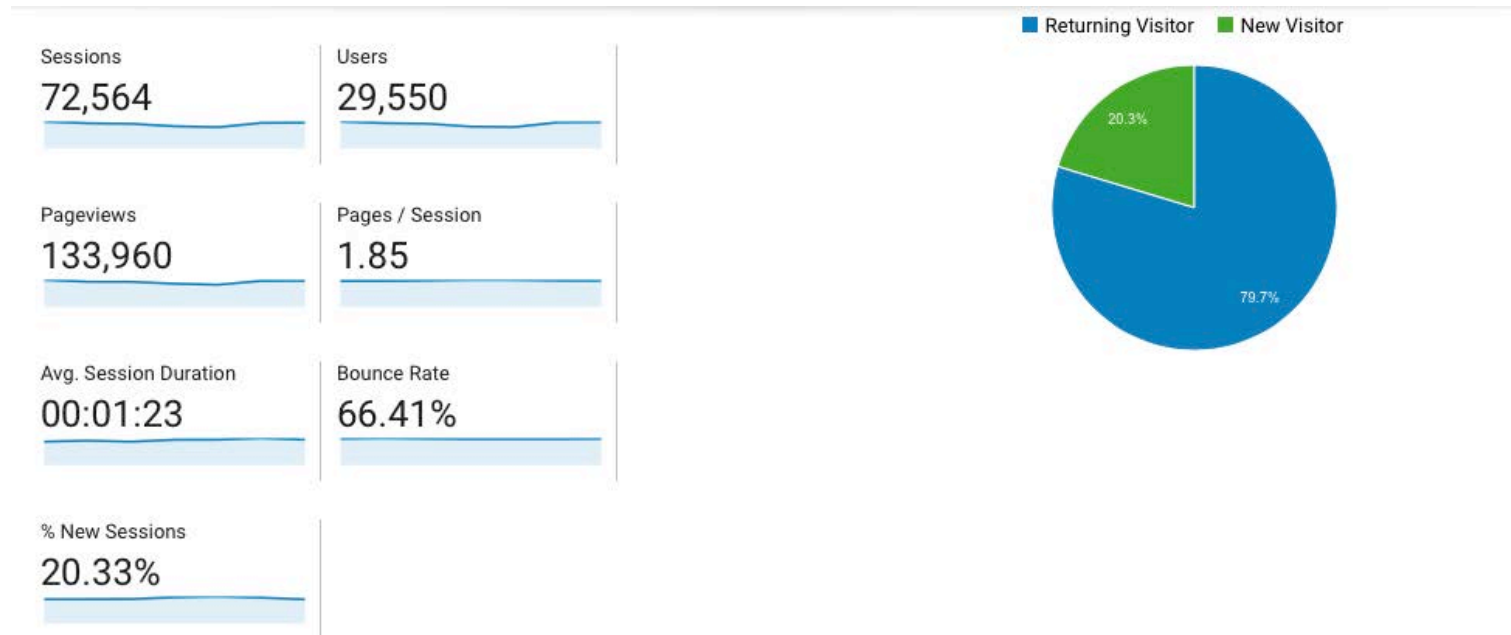 Returning Visitor New Visitor
Sessions Users
72,564 29,550
20.3%
Pageviews Pages / Session
133,960 1.85
79.7%
Avg. Session Duration Bounce Rate
00:01:23 66.41%
% New Sessions
20.33%